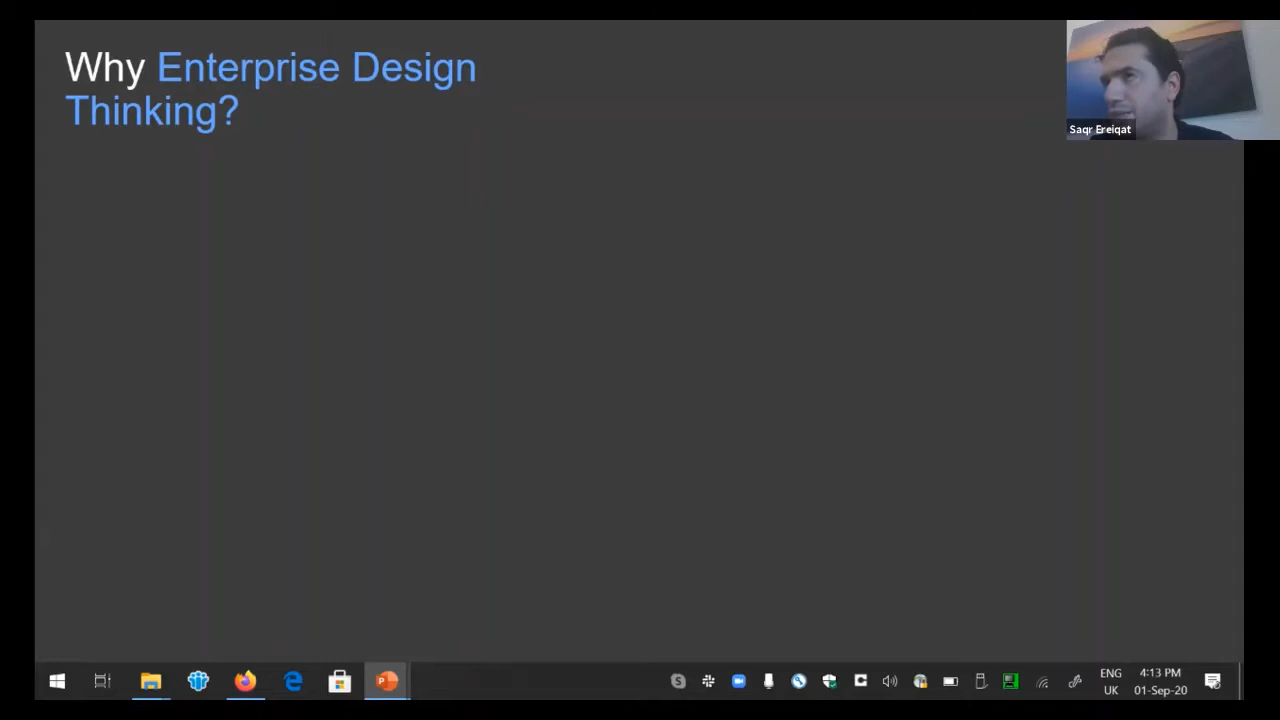 Why Enterprise Design
Thinking?
Saqr Ereiqat
ENG
UK
4:13 PM
01-Sep-20